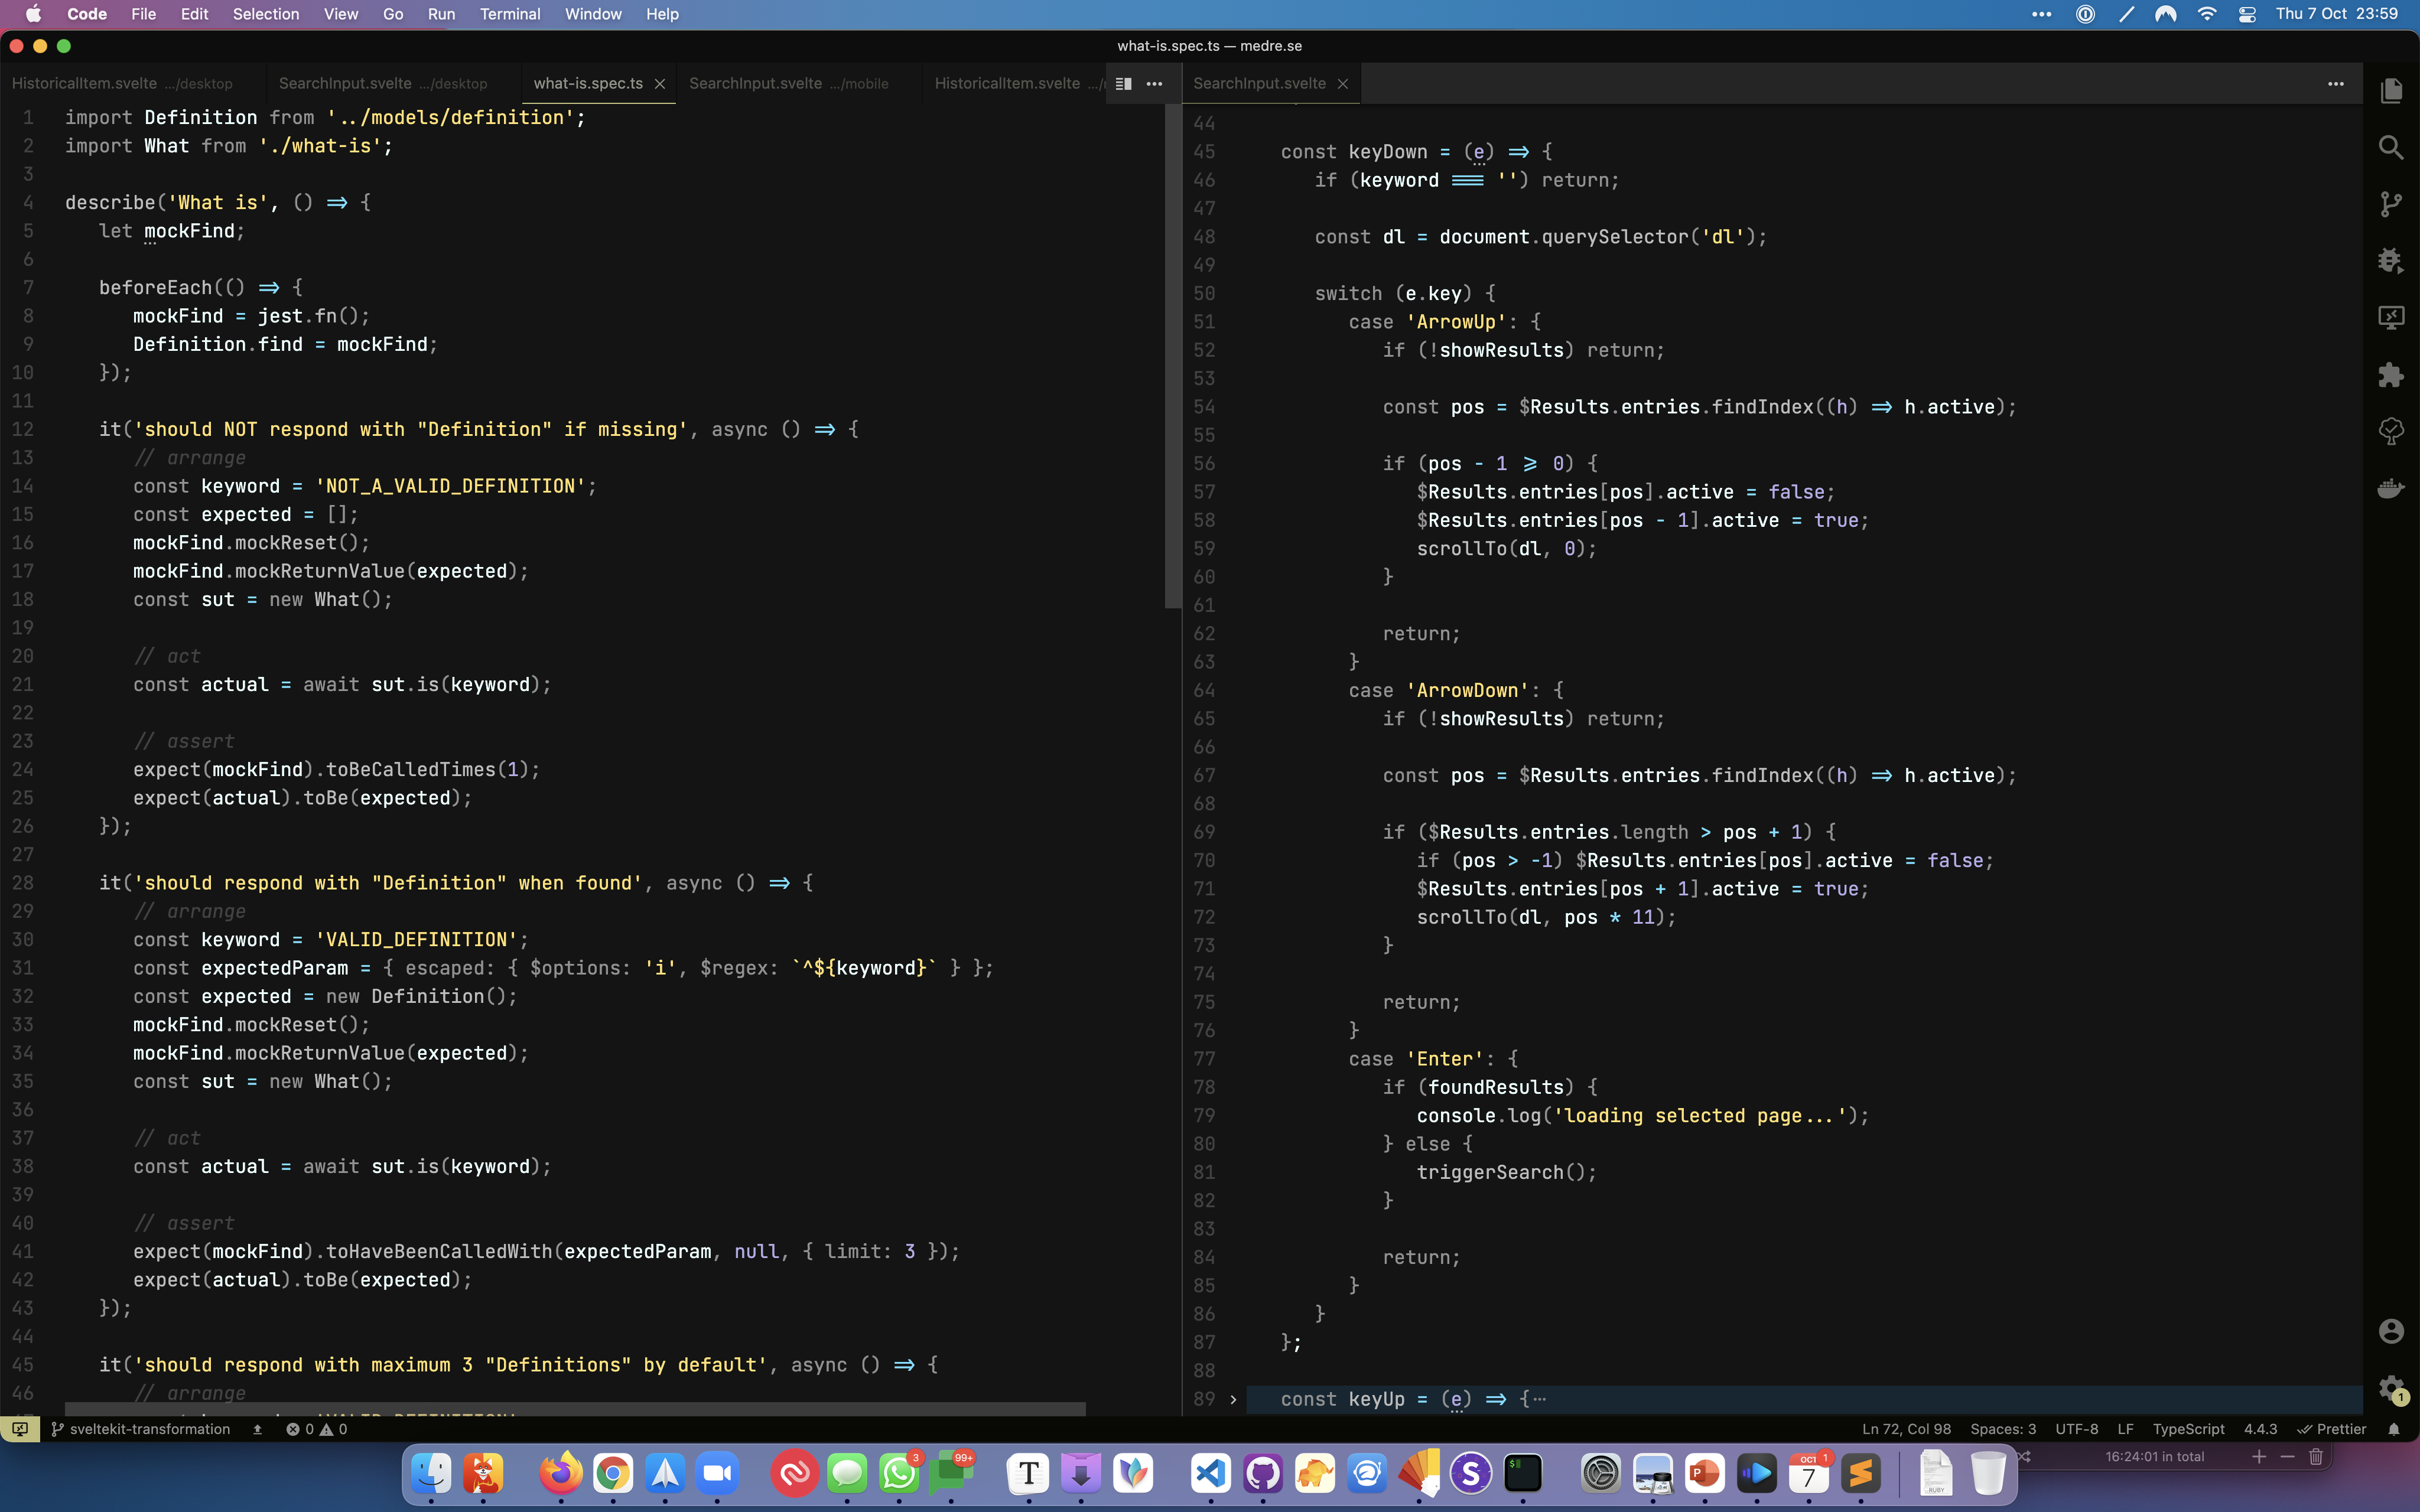 Code File Edit Selection View Go Run Terminal Window Help Thu 7 Oct 23:59
what-is.spec.ts — medre.se
HistoricalItem.svelte .../desktop SearchInput.svelte .../desktop what-is.spec.ts SearchInput.svelte .../mobile HistoricalItem.svelte
1 import Definition from '../models/definition';
2 import What from './what-is';
3
4 describe('What is', () => {
5 let mockFind;
6
7 beforeEach(() => {
8 mockFind = jest.fn();
9 Definition.find = mockFind;
10 });
11
12 it('should NOT respond with "Definition" if missing', async () => {
13 // arrange
14 const keyword = 'NOT_A_VALID_DEFINITION';
15 const expected = [];
16 mockFind.mockReset();
17 mockFind.mockReturnValue(expected);
18 const sut = new What();
19
20 // act
21 const actual = await sut.is(keyword);
22
23 // assert
24 expect(mockFind).toBeCalledTimes(1);
25 expect(actual).toBe(expected);
26 });
27
28 it('should respond with "Definition" when found', async () => {
29 // arrange
30 const keyword = 'VALID_DEFINITION';
31 const expectedParam = { escaped: { $options: 'i', $regex: `^${keyword}` } };
32 const expected = new Definition();
33 mockFind.mockReset();
34 mockFind.mockReturnValue(expected);
35 const sut = new What();
36
37 // act
38 const actual = await sut.is(keyword);
39
40 // assert
41 expect(mockFind).toHaveBeenCalledWith(expectedParam, null, { limit: 3 });
42 expect(actual).toBe(expected);
43 });
44
45 it('should respond with maximum 3 "Definitions" by default', async () => {
46 // arrange
SearchInput.svelte
44
45 const keyDown = (e) => {
46 if (keyword === '') return;
47
48 const dl = document.querySelector('dl');
49
50 switch (e.key) {
51 case 'ArrowUp': {
52 if (!showResults) return;
53
54 const pos = $Results.entries.findIndex((h) => h.active);
55
56 if (pos - 1 >= 0) {
57 $Results.entries[pos].active = false;
58 $Results.entries[pos - 1].active = true;
59 scrollTo(dl, 0);
60 }
61
62 return;
63 }
64 case 'ArrowDown': {
65 if (!showResults) return;
66
67 const pos = $Results.entries.findIndex((h) => h.active);
68
69 if ($Results.entries.length > pos + 1) {
70 if (pos > -1) $Results.entries[pos].active = false;
71 $Results.entries[pos + 1].active = true;
72 scrollTo(dl, pos * 11);
73 }
74
75 return;
76 }
77 case 'Enter': {
78 if (foundResults) {
79 console.log('loading selected page...');
80 } else {
81 triggerSearch();
82 }
83
84 return;
85 }
86 }
87 };
88
89 const keyUp = (e) => {…
1
sveltekit-transformation 0 0 Ln 72, Col 98 Spaces: 3 UTF-8 LF TypeScript 4.4.3 Prettier
3 99+ T S $ P OCT 7 1 RUBY
16:24:01 in total